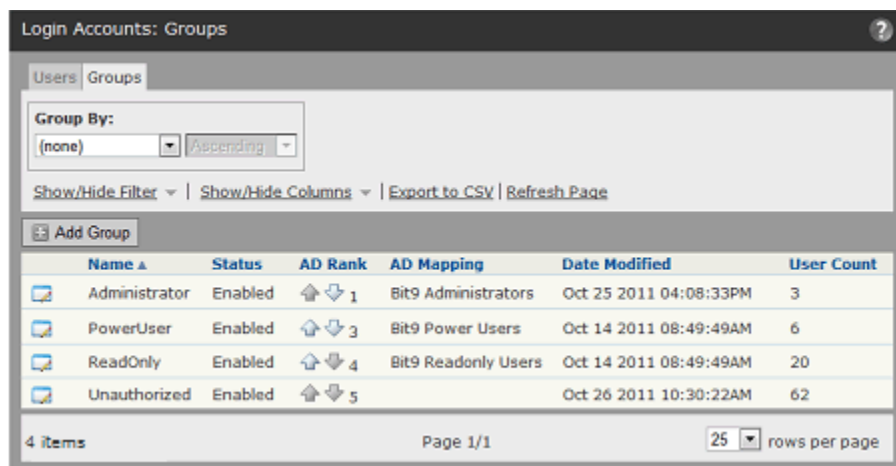 Login Accounts: Groups
?
Users Groups
Group By:
(none) Ascending
Show/Hide Filter | Show/Hide Columns | Export to CSV | Refresh Page
Add Group
Name Status AD Rank AD Mapping Date Modified User Count
Administrator Enabled 1 Bit9 Administrators Oct 25 2011 04:08:33PM 3
PowerUser Enabled 3 Bit9 Power Users Oct 14 2011 08:49:49AM 6
ReadOnly Enabled 4 Bit9 Readonly Users Oct 14 2011 08:49:49AM 20
Unauthorized Enabled 5 Oct 26 2011 10:30:22AM 62
4 items Page 1/1 25 rows per page